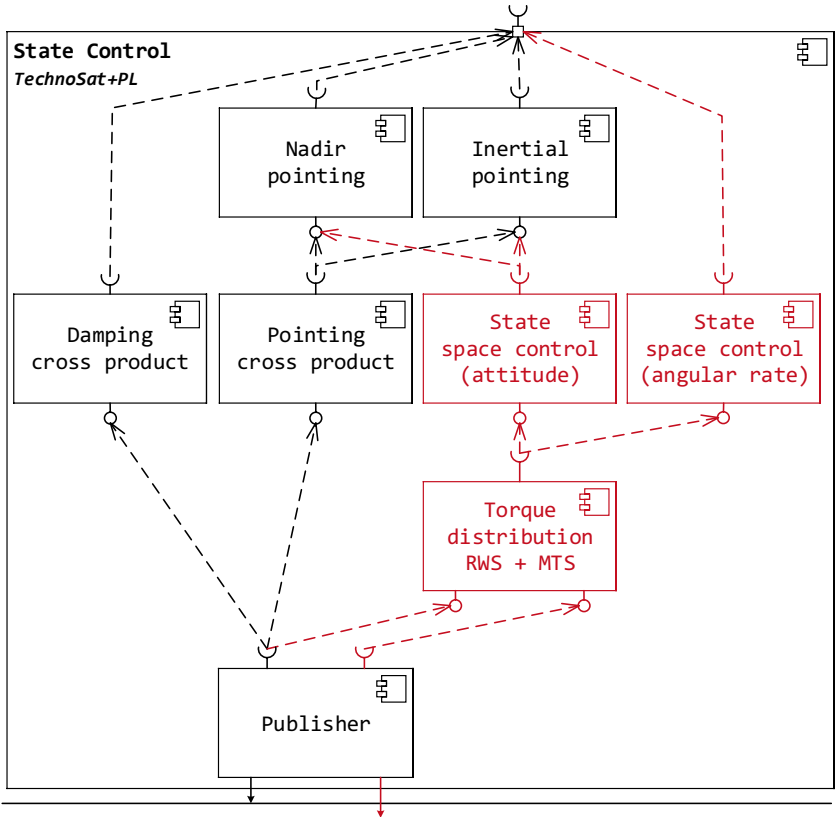 State Control
TechnoSat+PL
Nadir
pointing
Inertial
pointing
Damping
cross product
Pointing
cross product
State
space control
(attitude)
State
space control
(angular rate)
Torque
distribution
RWS + MTS
Publisher